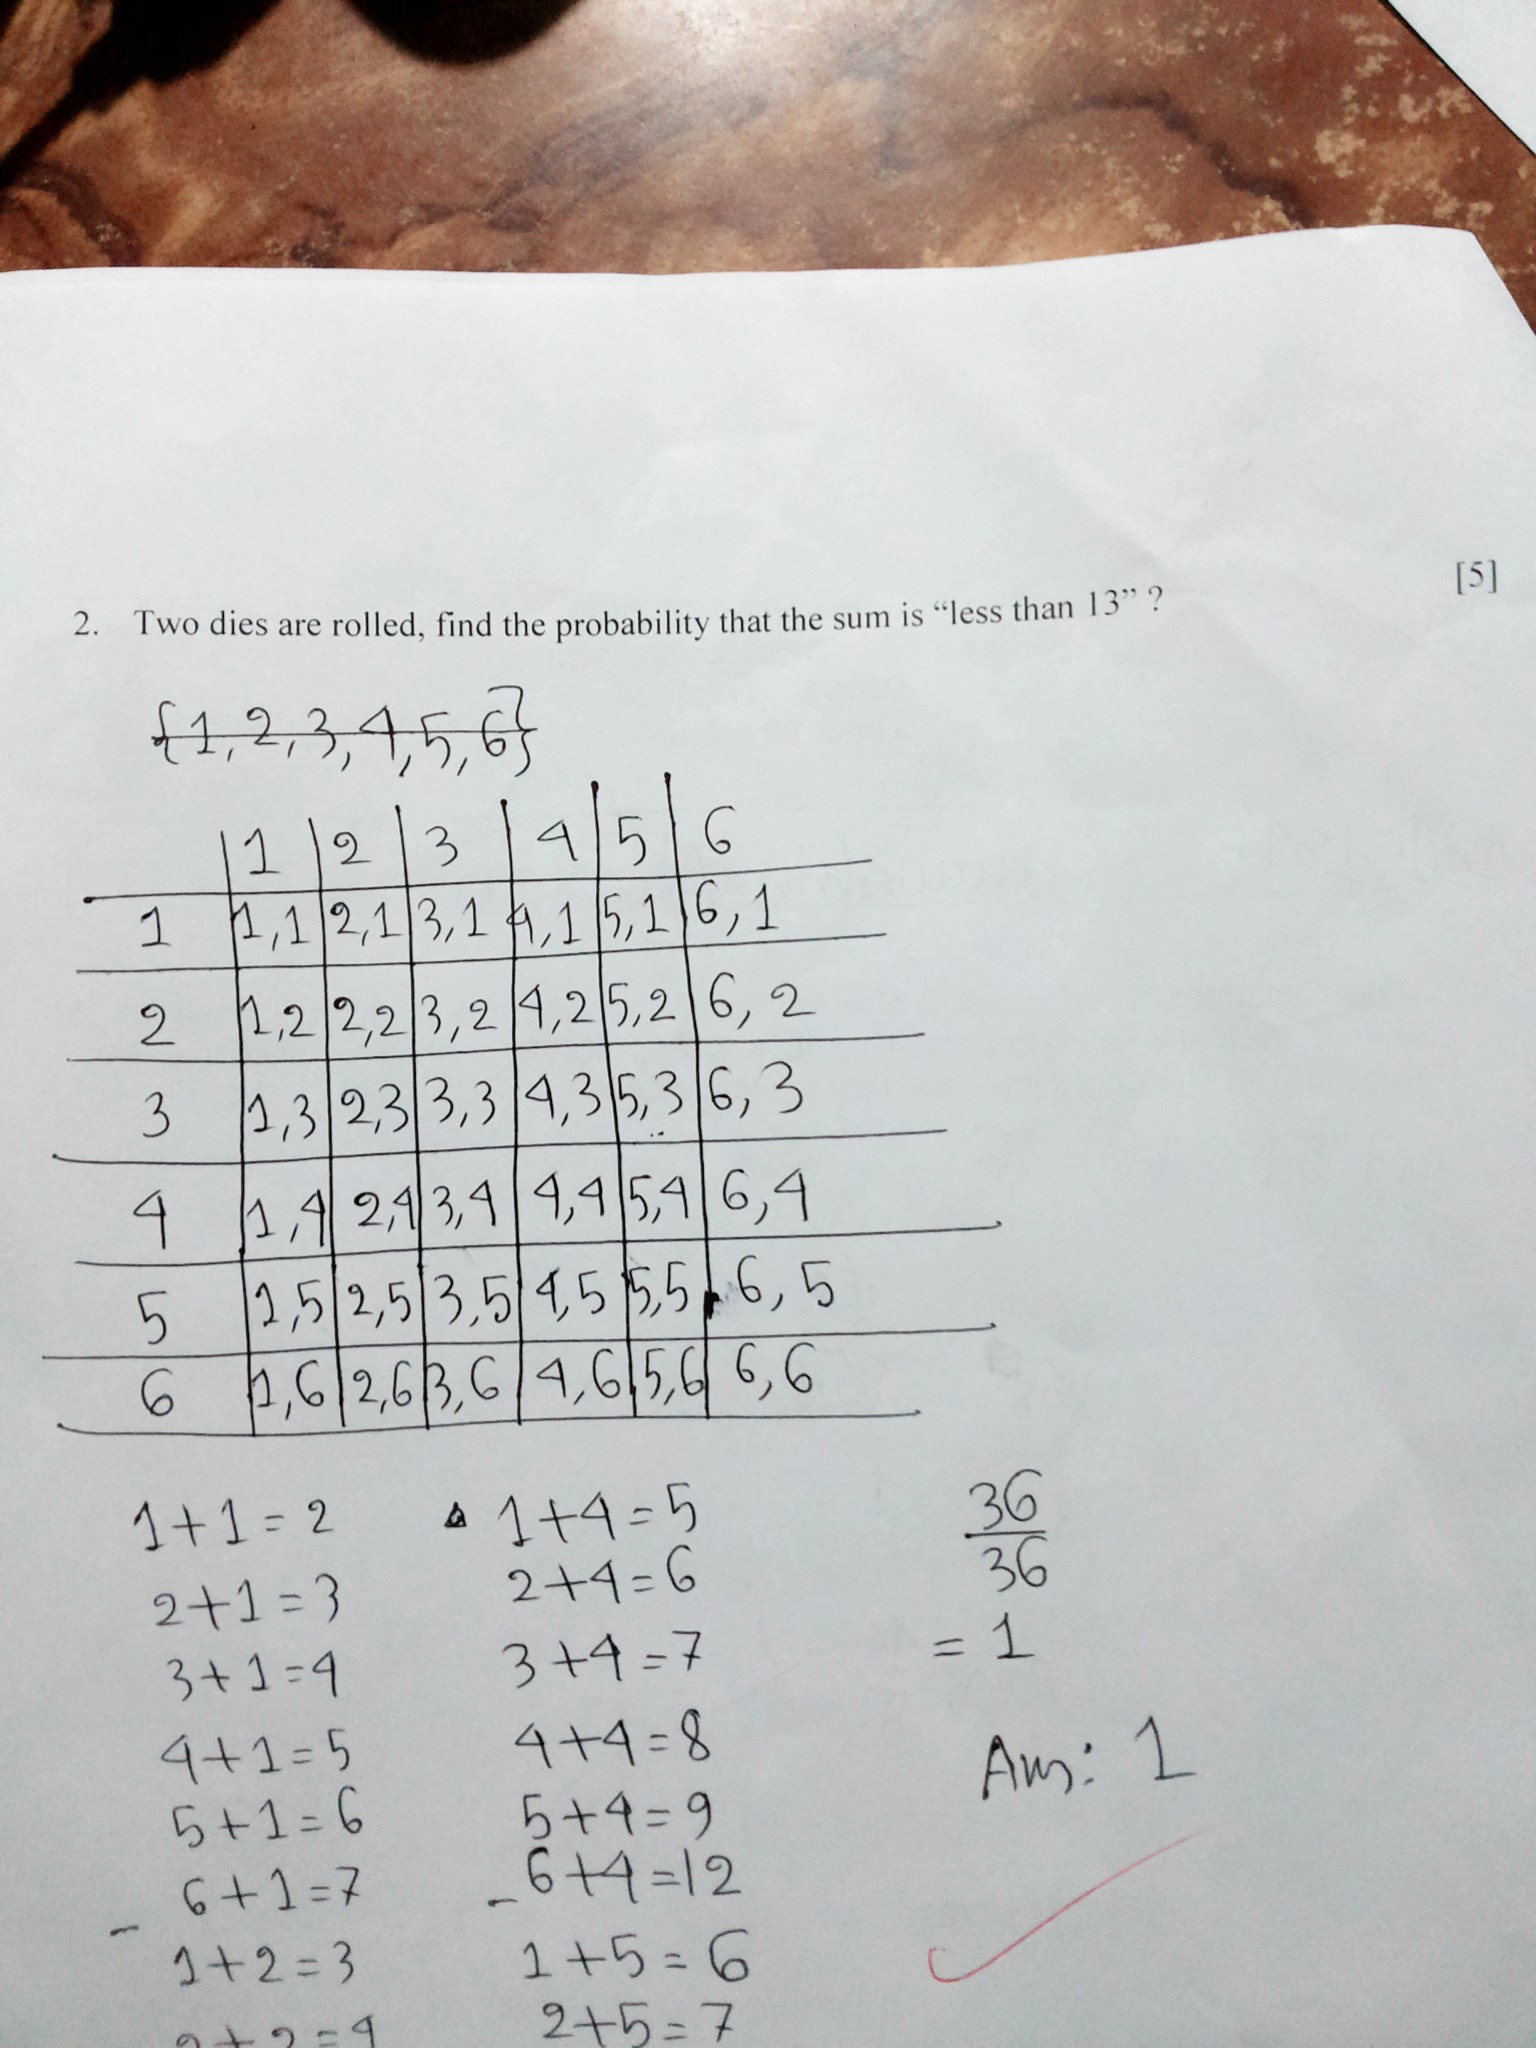 [5]
2. Two dies are rolled, find the probability that the sum is “less than 13” ?
{1,2,3,4,5,6}
1 2 3 4 5 6
1 1,1 2,1 3,1 4,1 5,1 6,1
2 1,2 2,2 3,2 4,2 5,2 6,2
3 1,3 2,3 3,3 4,3 5,3 6,3
4 1,4 2,4 3,4 4,4 5,4 6,4
5 1,5 2,5 3,5 4,5 5,5 6,5
6 1,6 2,6 3,6 4,6 5,6 6,6
1+1=2
2+1=3
3+1=4
4+1=5
5+1=6
6+1=7
1+2=3
2+2=4
1+4=5
2+4=6
3+4=7
4+4=8
5+4=9
6+4=12
1+5=6
2+5=7
36
36
=1
Ans: 1